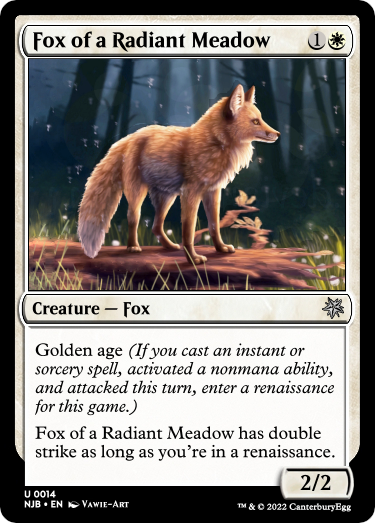 Fox of a Radiant Meadow 1
Creature — Fox
Golden age (If you cast an instant or
sorcery spell, activated a nonmana ability,
and attacked this turn, enter a renaissance
for this game.)
Fox of a Radiant Meadow has double
strike as long as you're in a renaissance.
2/2
U 0014
NJB • EN Vawie-Art
™ & © 2022 CanterburyEgg